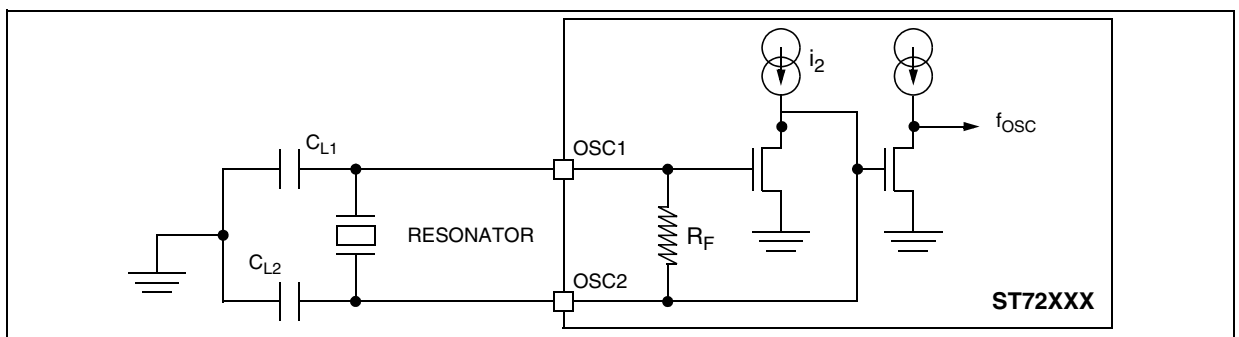 i2
fOSC
CL1
OSC1
RESONATOR
RF
CL2
OSC2
ST72XXX